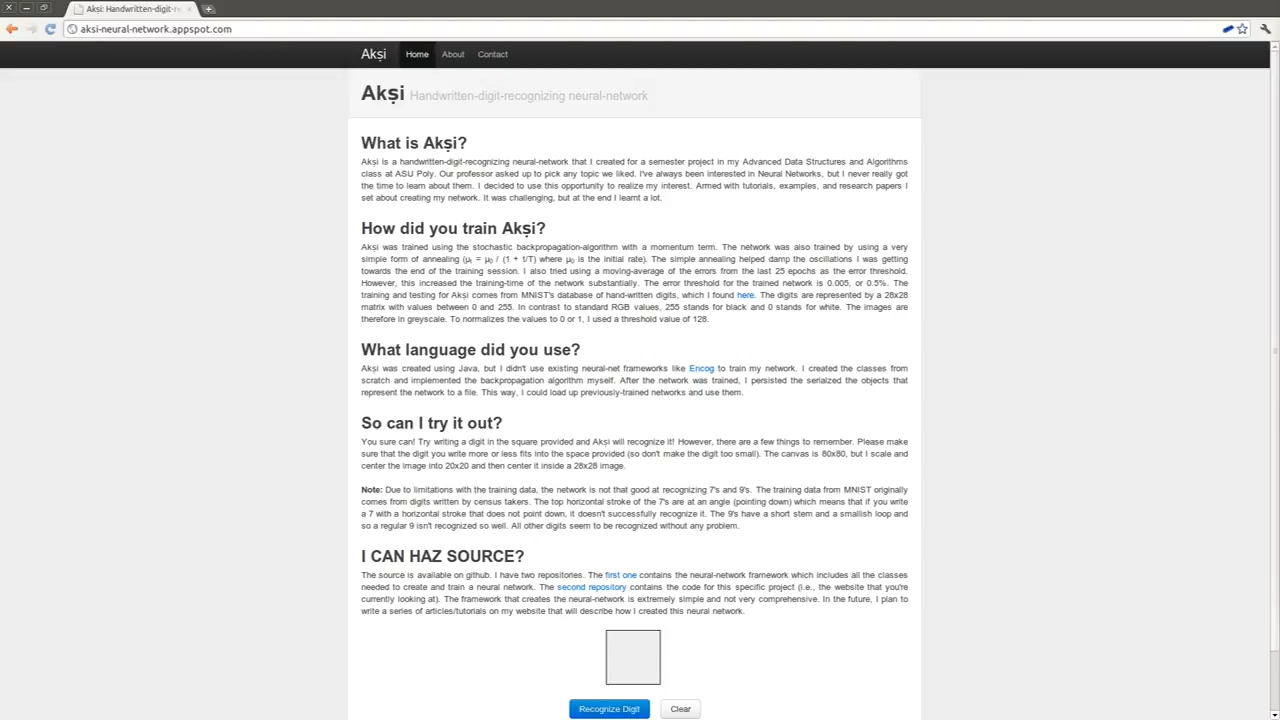 Akṣi: Handwritten-digit-r
aksi-neural-network.appspot.com
Akṣi Home About Contact
Akṣi Handwritten-digit-recognizing neural-network
What is Akṣi?
Akṣi is a handwritten-digit-recognizing neural-network that I created for a semester project in my Advanced Data Structures and Algorithms
class at ASU Poly. Our professor asked up to pick any topic we liked. I've always been interested in Neural Networks, but I never really got
the time to learn about them. I decided to use this opportunity to realize my interest. Armed with tutorials, examples, and research papers I
set about creating my network. It was challenging, but at the end I learnt a lot.
How did you train Akṣi?
Akṣi was trained using the stochastic backpropagation-algorithm with a momentum term. The network was also trained by using a very
simple form of annealing (μₜ = μ₀ / (1 + t/T) where μ₀ is the initial rate). The simple annealing helped damp the oscillations I was getting
towards the end of the training session. I also tried using a moving-average of the errors from the last 25 epochs as the error threshold.
However, this increased the training-time of the network substantially. The error threshold for the trained network is 0.005, or 0.5%. The
training and testing for Akṣi comes from MNIST's database of hand-written digits, which I found here. The digits are represented by a 28x28
matrix with values between 0 and 255. In contrast to standard RGB values, 255 stands for black and 0 stands for white. The images are
therefore in greyscale. To normalizes the values to 0 or 1, I used a threshold value of 128.
What language did you use?
Akṣi was created using Java, but I didn't use existing neural-net frameworks like Encog to train my network. I created the classes from
scratch and implemented the backpropagation algorithm myself. After the network was trained, I persisted the serialzed the objects that
represent the network to a file. This way, I could load up previously-trained networks and use them.
So can I try it out?
You sure can! Try writing a digit in the square provided and Akṣi will recognize it! However, there are a few things to remember. Please make
sure that the digit you write more or less fits into the space provided (so don't make the digit too small). The canvas is 80x80, but I scale and
center the image into 20x20 and then center it inside a 28x28 image.
Note: Due to limitations with the training data, the network is not that good at recognizing 7's and 9's. The training data from MNIST originally
comes from digits written by census takers. The top horizontal stroke of the 7's are at an angle (pointing down) which means that if you write
a 7 with a horizontal stroke that does not point down, it doesn't successfully recognize it. The 9's have a short stem and a smallish loop and
so a regular 9 isn't recognized so well. All other digits seem to be recognized without any problem.
I CAN HAZ SOURCE?
The source is available on github. I have two repositories. The first one contains the neural-network framework which includes all the classes
needed to create and train a neural network. The second repository contains the code for this specific project (i.e., the website that you're
currently looking at). The framework that creates the neural-network is extremely simple and not very comprehensive. In the future, I plan to
write a series of articles/tutorials on my website that will describe how I created this neural network.
Recognize Digit Clear